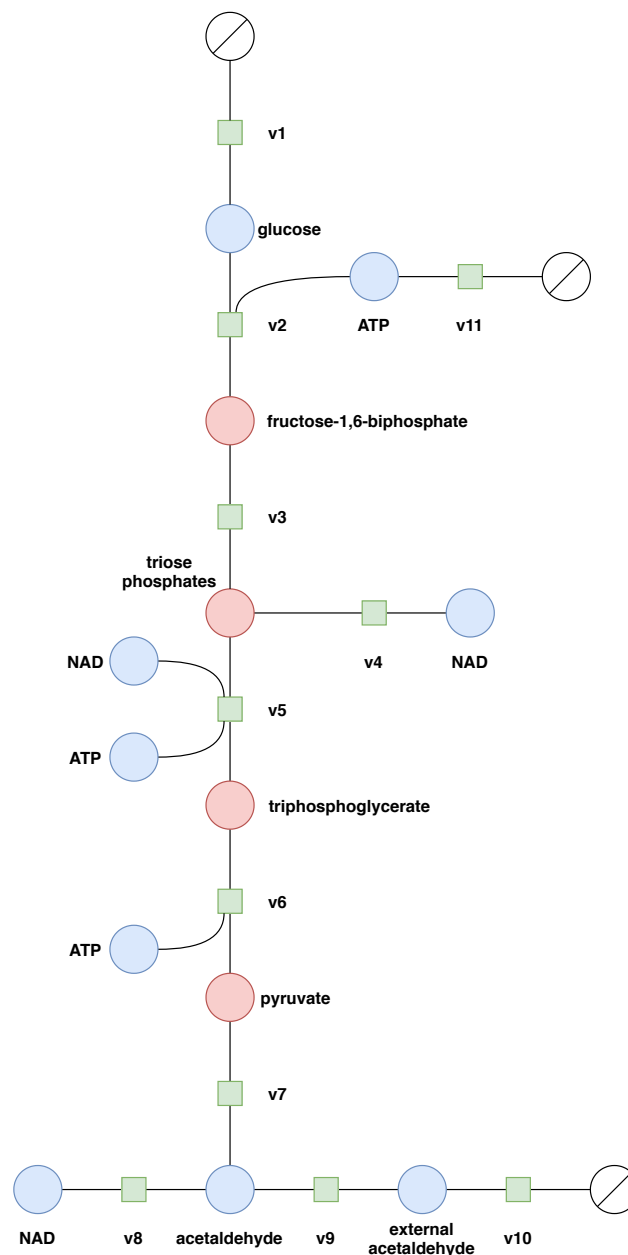 v1
glucose
v2
ATP
v11
fructose-1,6-biphosphate
v3
triose
phosphates
v4
NAD
NAD
v5
ATP
triphosphoglycerate
v6
ATP
pyruvate
v7
NAD
v8
acetaldehyde
v9
external
acetaldehyde
v10